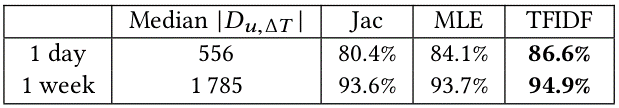 Median |D_{u,ΔT}| Jac MLE TFIDF
1 day 556 80.4% 84.1% 86.6%
1 week 1 785 93.6% 93.7% 94.9%